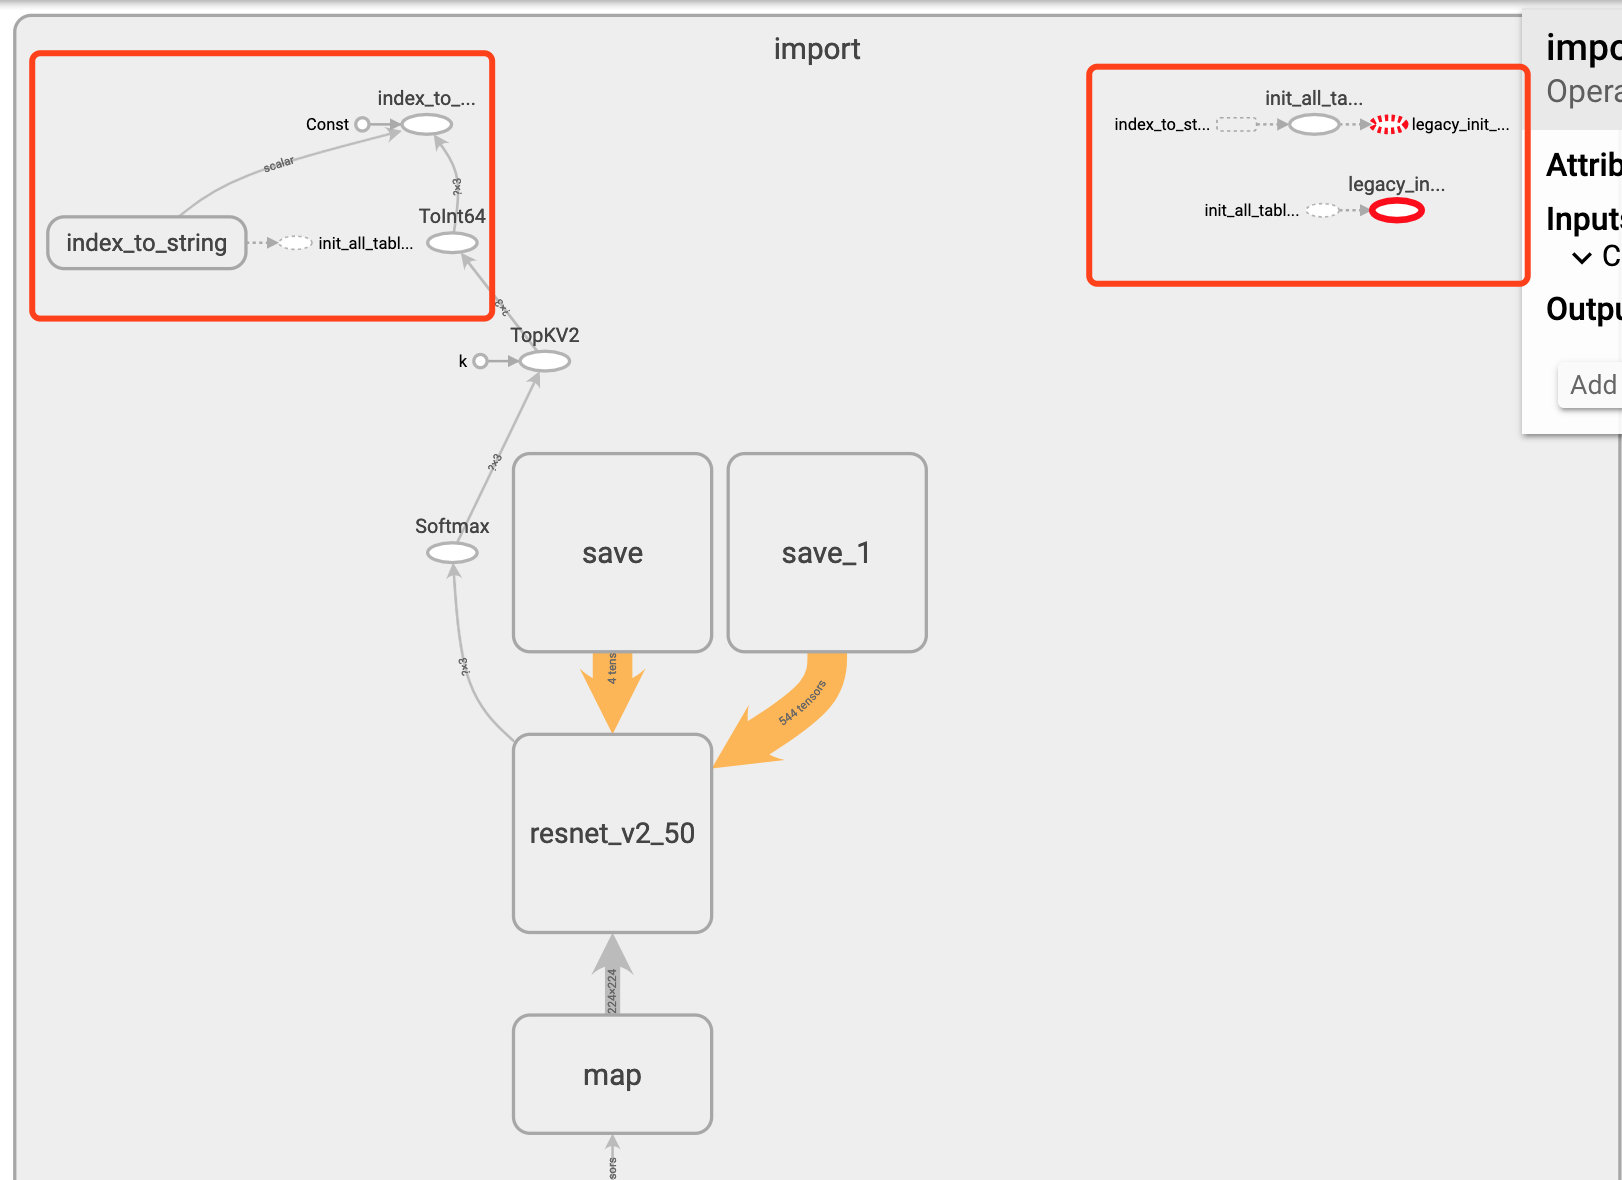 import
index_to_...
Const
scalar
?×3
ToInt64
index_to_string
init_all_tabl...
?×3
TopKV2
k
?×3
Softmax
?×3
save
save_1
4 tens
544 tensors
resnet_v2_50
224×224
map
sors
init_all_ta...
index_to_st...
legacy_init_...
legacy_in...
init_all_tabl...
impo
Opera
Attrib
Inputs
C
Outpu
Add